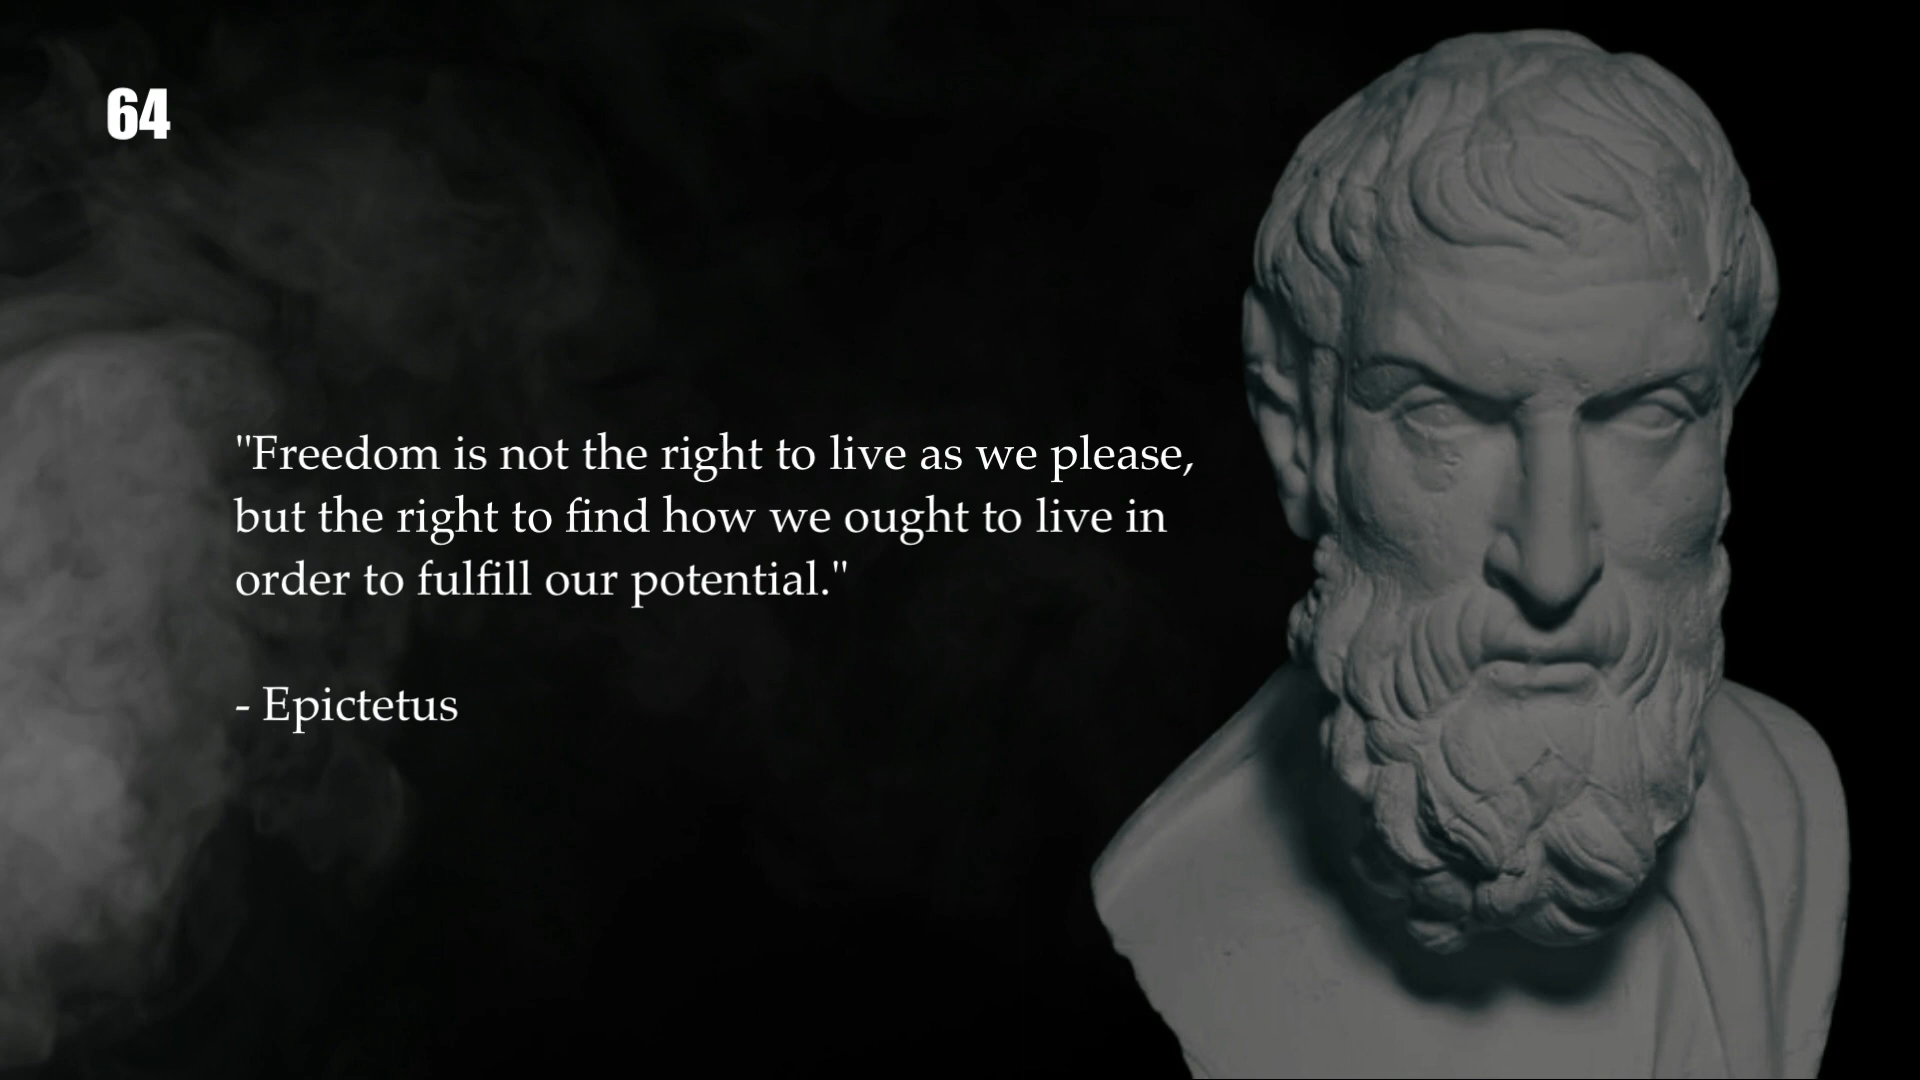 64
"Freedom is not the right to live as we please,
but the right to find how we ought to live in
order to fulfill our potential."
- Epictetus